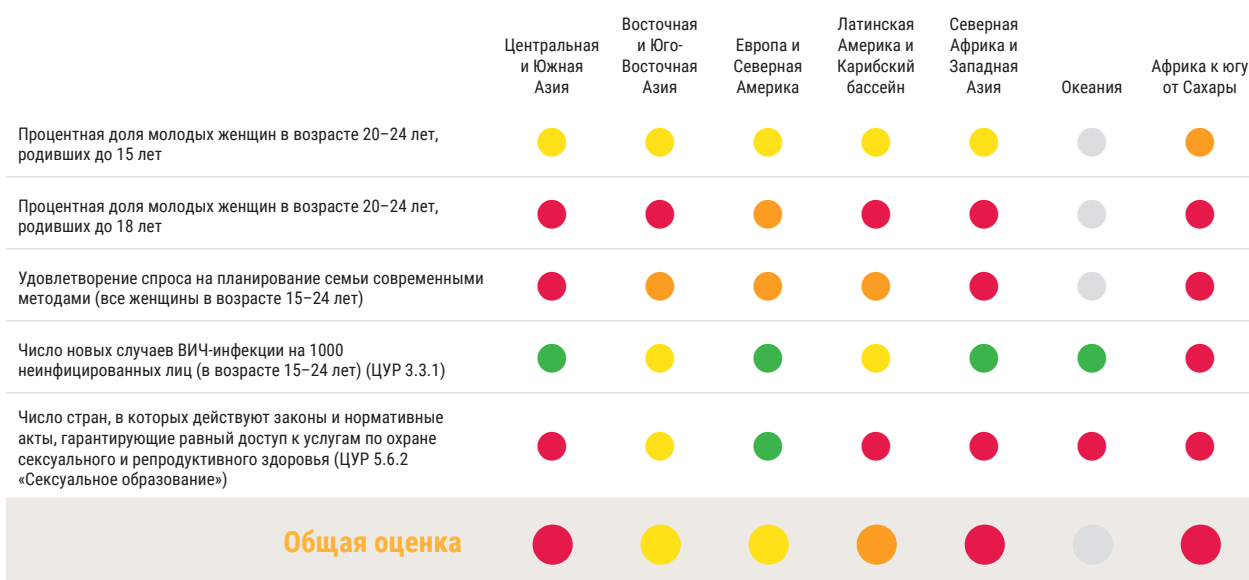 Центральная
и Южная
Азия
Восточная
и Юго-
Восточная
Азия
Европа и
Северная
Америка
Латинская
Америка и
Карибский
бассейн
Северная
Африка и
Западная
Азия
Океания
Африка к югу
от Сахары
Процентная доля молодых женщин в возрасте 20–24 лет,
родивших до 15 лет
Процентная доля молодых женщин в возрасте 20–24 лет,
родивших до 18 лет
Удовлетворение спроса на планирование семьи современными
методами (все женщины в возрасте 15–24 лет)
Число новых случаев ВИЧ-инфекции на 1000
неинфицированных лиц (в возрасте 15–24 лет) (ЦУР 3.3.1)
Число стран, в которых действуют законы и нормативные
акты, гарантирующие равный доступ к услугам по охране
сексуального и репродуктивного здоровья (ЦУР 5.6.2
«Сексуальное образование»)
Общая оценка